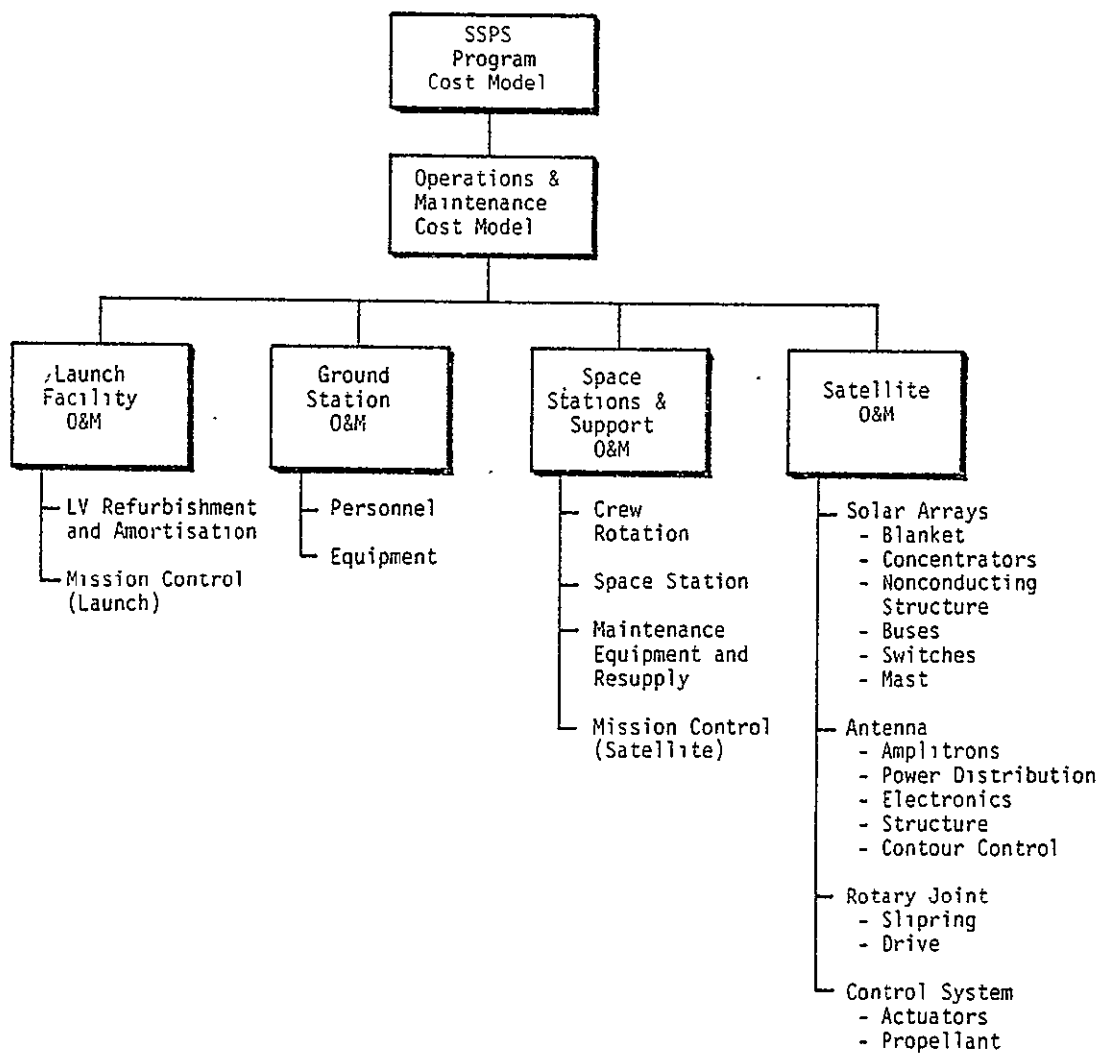 SSPS
Program
Cost Model
Operations &
Maintenance
Cost Model
Launch
Facility
O&M
Ground
Station
O&M
Space
Stations &
Support
O&M
Satellite
O&M
LV Refurbishment
and Amortisation
Mission Control
(Launch)
Personnel
Equipment
Crew
Rotation
Space Station
Maintenance
Equipment and
Resupply
Mission Control
(Satellite)
Solar Arrays
- Blanket
- Concentrators
- Nonconducting
Structure
- Buses
- Switches
- Mast
Antenna
- Amplitrons
- Power Distribution
- Electronics
- Structure
- Contour Control
Rotary Joint
- Slipring
- Drive
Control System
- Actuators
- Propellant